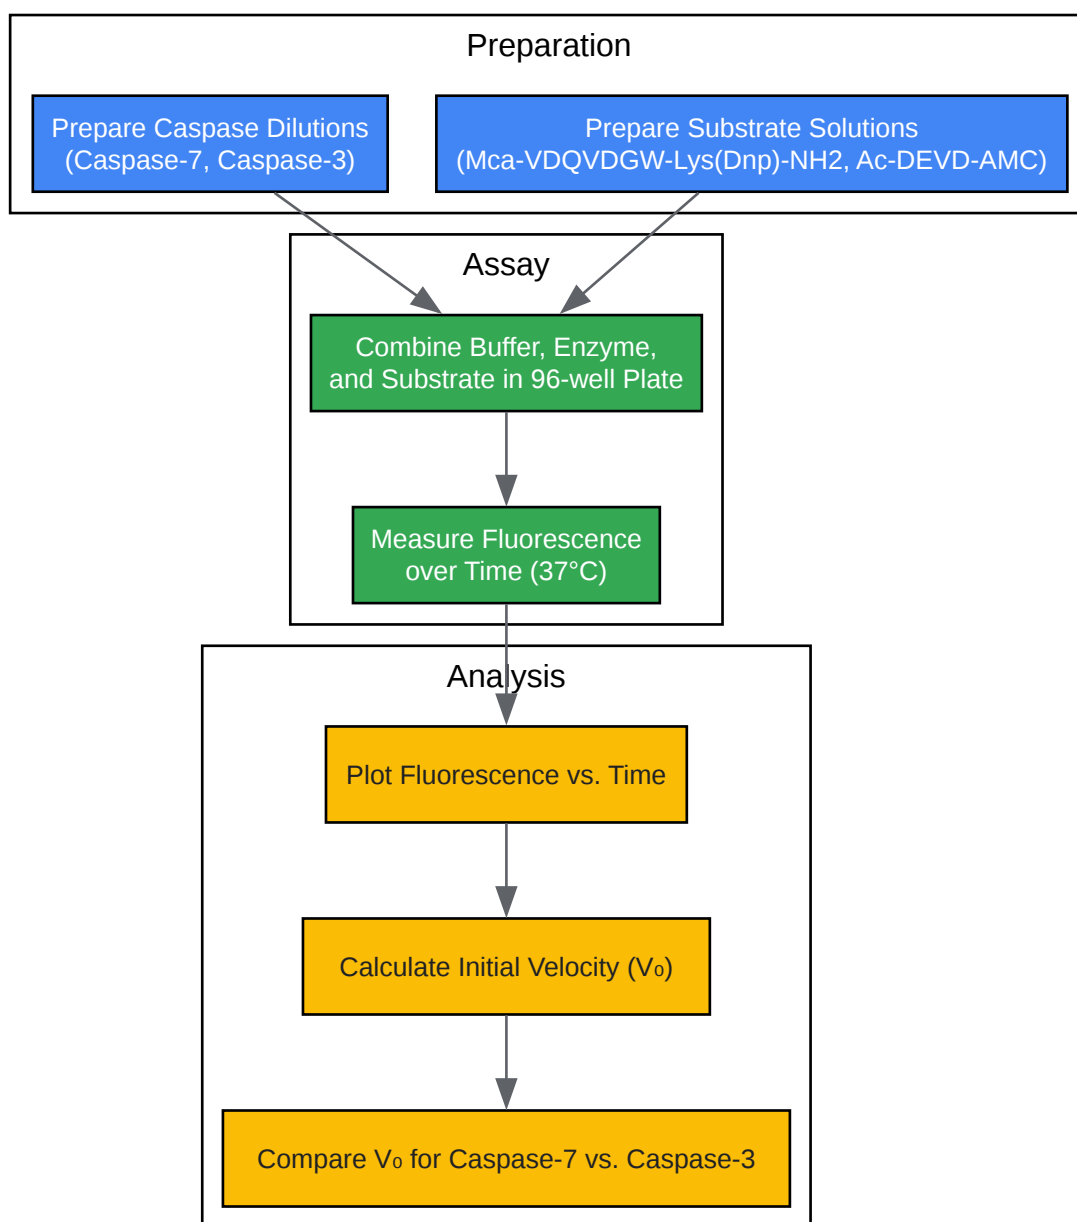 Preparation
Prepare Caspase Dilutions
(Caspase-7, Caspase-3)
Prepare Substrate Solutions
(Mca-VDQVDGW-Lys(Dnp)-NH2, Ac-DEVD-AMC)
Assay
Combine Buffer, Enzyme,
and Substrate in 96-well Plate
Measure Fluorescence
over Time (37°C)
Analysis
Plot Fluorescence vs. Time
Calculate Initial Velocity (V₀)
Compare V₀ for Caspase-7 vs. Caspase-3